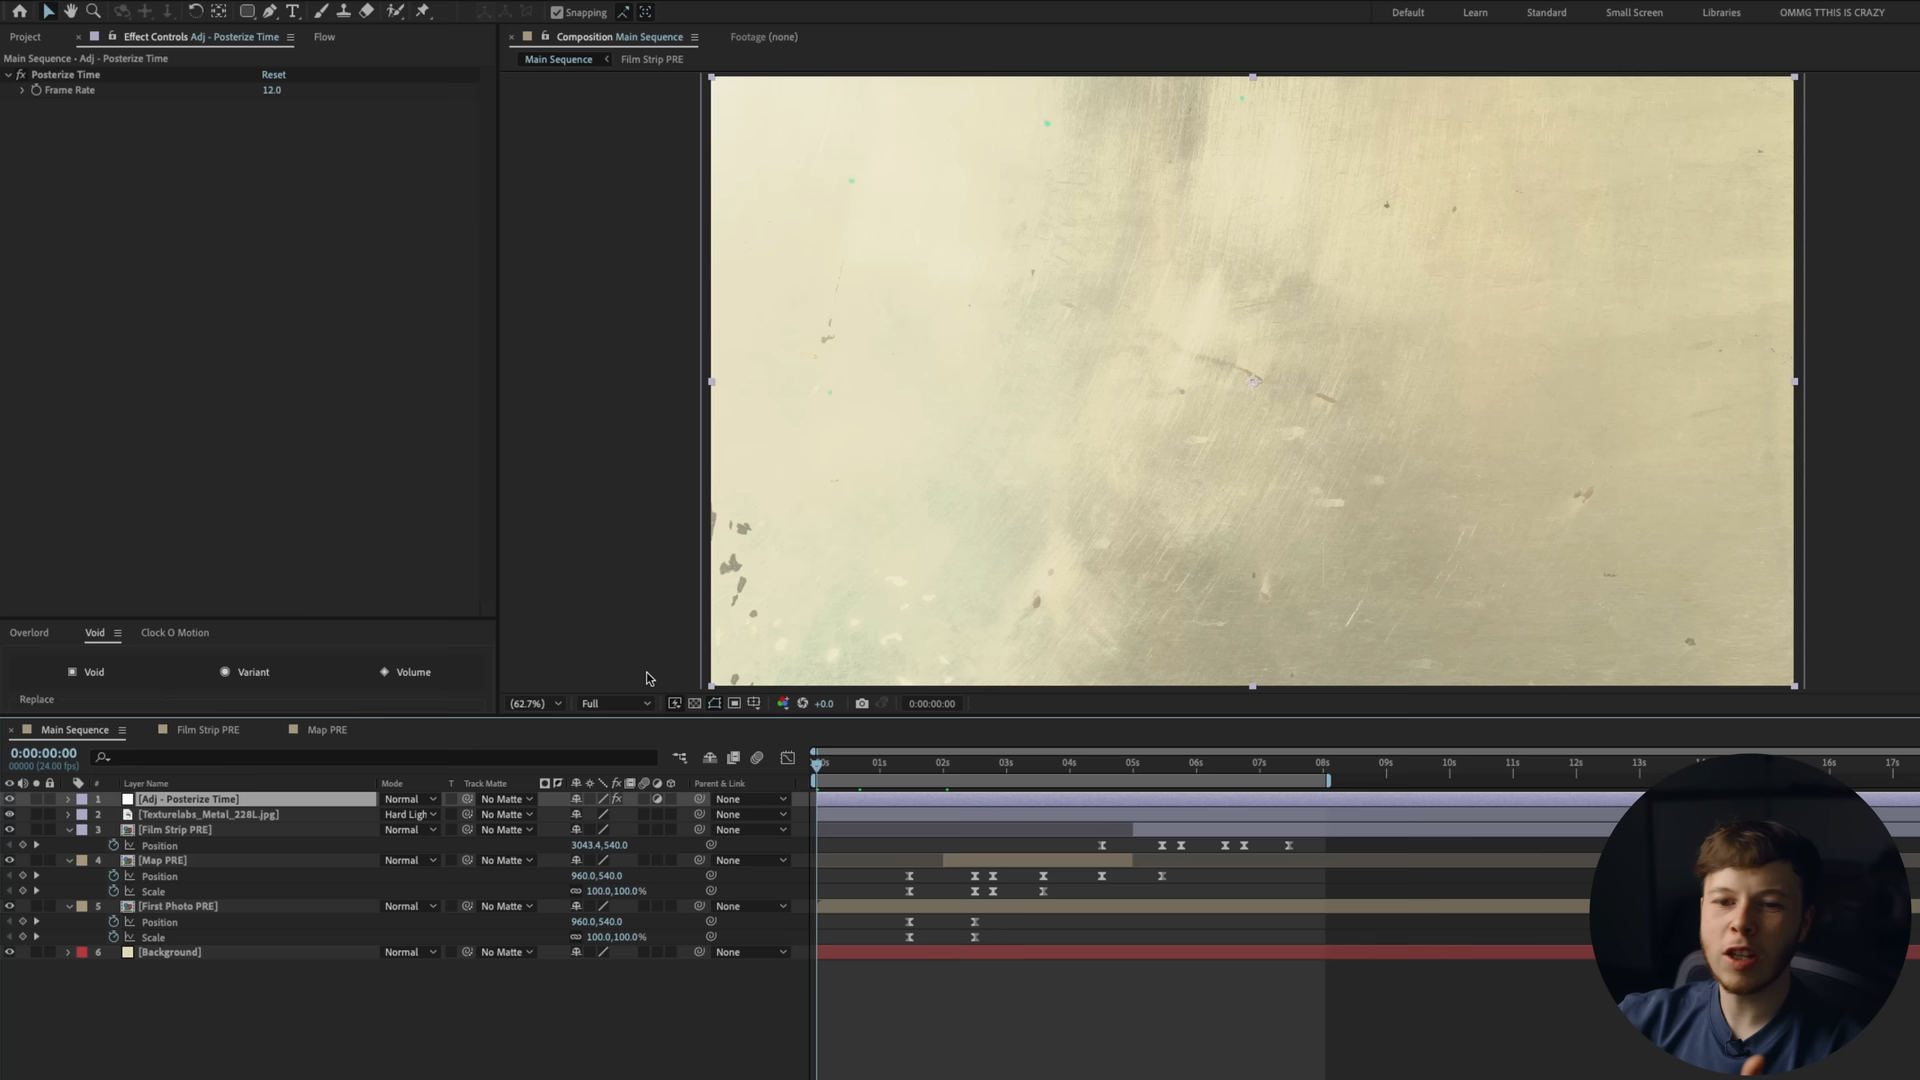 Snapping
Default
Learn
Standard
Small Screen
Libraries
OMMG TTHIS IS CRAZY
Project
Effect Controls Adj - Posterize Time
Flow
Composition Main Sequence
Footage (none)
Main Sequence • Adj - Posterize Time
Main Sequence
Film Strip PRE
fx Posterize Time
Reset
Frame Rate
12.0
Overlord
Void
Clock O Motion
Void
Variant
Volume
Replace
(62.7%)
Full
+0.0
0:00:00:00
Main Sequence
Film Strip PRE
Map PRE
0:00:00:00
00000 (24.00 fps)
01s 02s 03s 04s 05s 06s 07s 08s 09s 10s 11s 12s 13s 16s 17s
# Layer Name Mode T Track Matte fx Parent & Link
1 [Adj - Posterize Time] Normal No Matte fx None
2 [Texturelabs_Metal_228L.jpg] Hard Ligh No Matte None
3 [Film Strip PRE] Normal No Matte None
Position 3043.4,540.0
4 [Map PRE] Normal No Matte None
Position 960.0,540.0
Scale 100.0,100.0%
5 [First Photo PRE] Normal No Matte None
Position 960.0,540.0
Scale 100.0,100.0%
6 [Background] Normal No Matte None